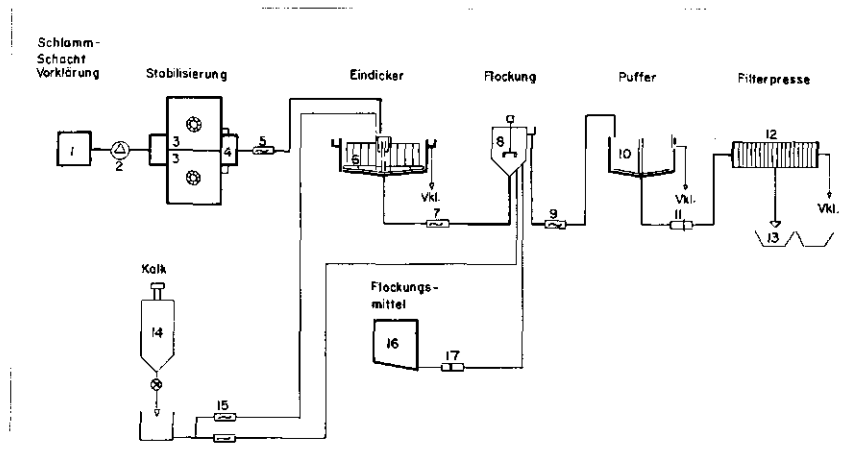 Schlamm-
Schacht
Vorklärung
Stabilisierung
Eindicker
Flockung
Puffer
Filterpresse
1
2
3
3
4
5
6
Vkl.
7
8
9
10
Vkl.
11
12
Vkl.
13
Kalk
14
15
Flockungs-
mittel
16
17